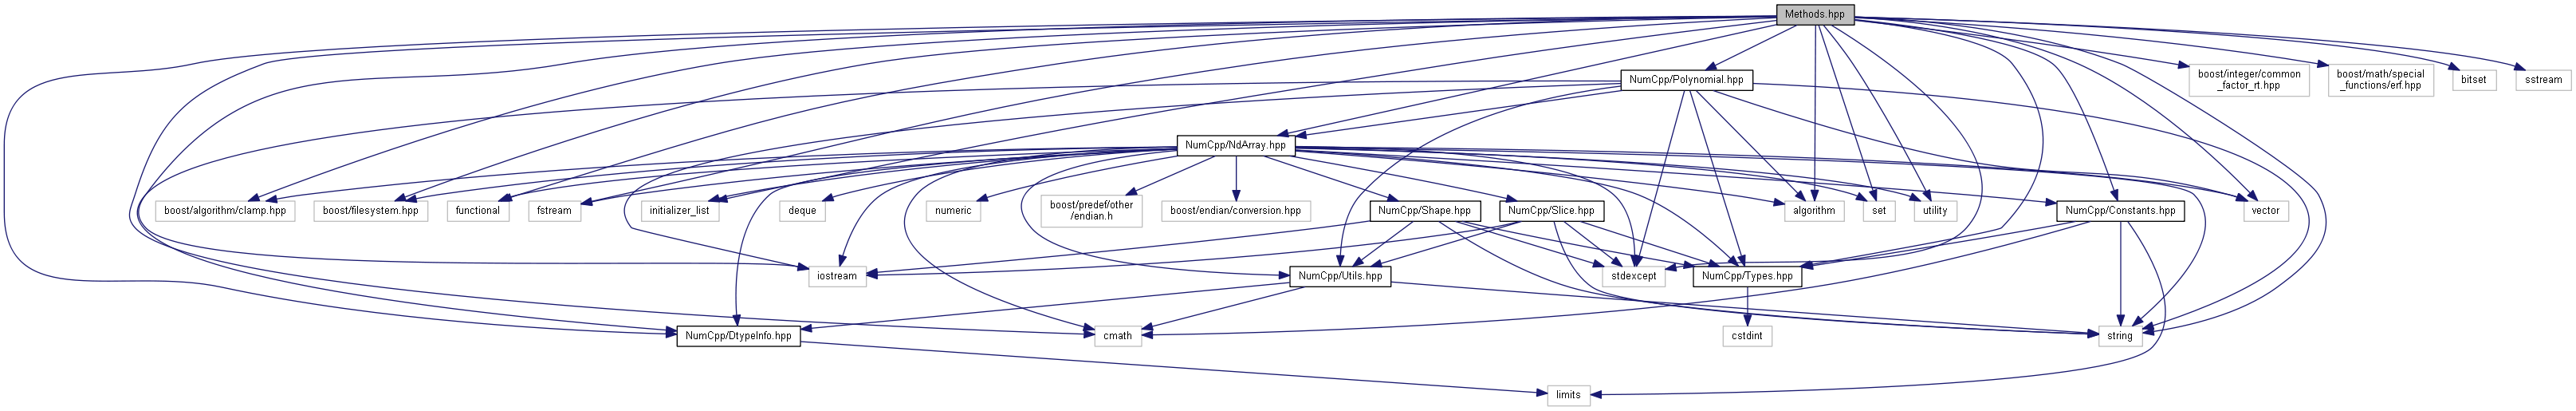 Methods.hpp
NumCpp/Polynomial.hpp
boost/integer/common
_factor_rt.hpp
boost/math/special
_functions/erf.hpp
bitset
sstream
NumCpp/NdArray.hpp
boost/algorithm/clamp.hpp
boost/filesystem.hpp
functional
fstream
initializer_list
deque
numeric
boost/predef/other
/endian.h
boost/endian/conversion.hpp
NumCpp/Shape.hpp
NumCpp/Slice.hpp
algorithm
set
utility
NumCpp/Constants.hpp
vector
iostream
NumCpp/Utils.hpp
stdexcept
NumCpp/Types.hpp
NumCpp/DtypeInfo.hpp
cmath
cstdint
string
limits